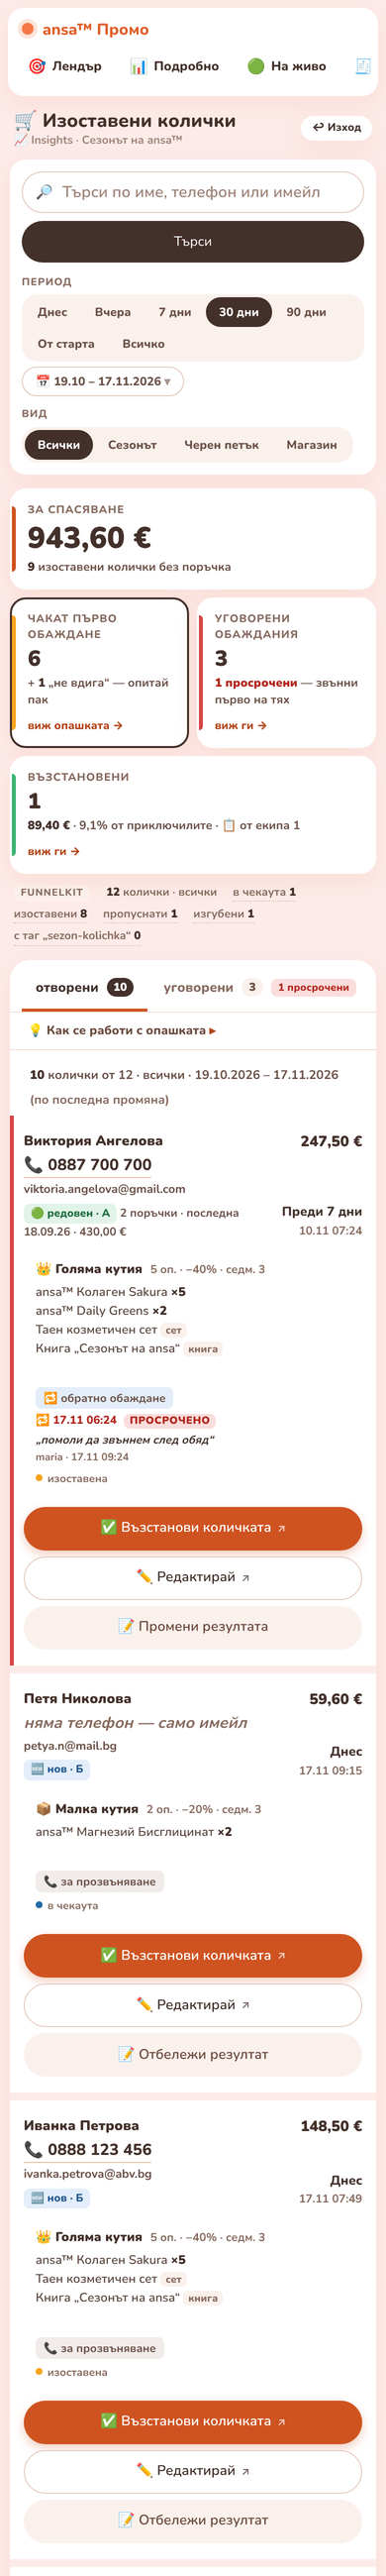 ansa™ Промо
🎯 Лендър 📊 Подробно 🟢 На живо 🧾
🛒 Изоставени колички
📈 Insights · Сезонът на ansa™
↩ Изход
🔎 Търси по име, телефон или имейл
Търси
ПЕРИОД
Днес Вчера 7 дни 30 дни 90 дни
От старта Всичко
📅 19.10 – 17.11.2026 ▾
ВИД
Всички Сезонът Черен петък Магазин
ЗА СПАСЯВАНЕ
943,60 €
9 изоставени колички без поръчка
ЧАКАТ ПЪРВО
ОБАЖДАНЕ
6
+ 1 „не вдига“ — опитай
пак
виж опашката →
УГОВОРЕНИ
ОБАЖДАНИЯ
3
1 просрочени — звънни
първо на тях
виж ги →
ВЪЗСТАНОВЕНИ
1
89,40 € · 9,1% от приключилите · 📋 от екипа 1
виж ги →
FUNNELKIT 12 колички · всички в чекаута 1
изоставени 8 пропуснати 1 изгубени 1
с таг „sezon-kolichka“ 0
отворени 10 уговорени 3 1 просрочени
💡 Как се работи с опашката ▸
10 колички от 12 · всички · 19.10.2026 – 17.11.2026
(по последна промяна)
Виктория Ангелова 247,50 €
📞 0887 700 700
viktoria.angelova@gmail.com
🟢 редовен · А 2 поръчки · последна
18.09.26 · 430,00 €
Преди 7 дни
10.11 07:24
👑 Голяма кутия 5 оп. · −40% · седм. 3
ansa™ Колаген Sakura ×5
ansa™ Daily Greens ×2
Таен козметичен сет сет
Книга „Сезонът на ansa“ книга
🔁 обратно обаждане
🔁 17.11 06:24 ПРОСРОЧЕНО
„помоли да звъннем след обяд“
maria · 17.11 09:24
изоставена
✅ Възстанови количката ↗
✏️ Редактирай ↗
📝 Промени резултата
Петя Николова 59,60 €
няма телефон — само имейл
petya.n@mail.bg
🆕 нов · Б
Днес
17.11 09:15
📦 Малка кутия 2 оп. · −20% · седм. 3
ansa™ Магнезий Бисглицинат ×2
📞 за прозвъняване
в чекаута
✅ Възстанови количката ↗
✏️ Редактирай ↗
📝 Отбележи резултат
Иванка Петрова 148,50 €
📞 0888 123 456
ivanka.petrova@abv.bg
🆕 нов · Б
Днес
17.11 07:49
👑 Голяма кутия 5 оп. · −40% · седм. 3
ansa™ Колаген Sakura ×5
Таен козметичен сет сет
Книга „Сезонът на ansa“ книга
📞 за прозвъняване
изоставена
✅ Възстанови количката ↗
✏️ Редактирай ↗
📝 Отбележи резултат